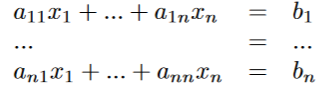 a₁₁x₁ + ... + a₁ₙxₙ = b₁
... = ...
aₙ₁x₁ + ... + aₙₙxₙ = bₙ